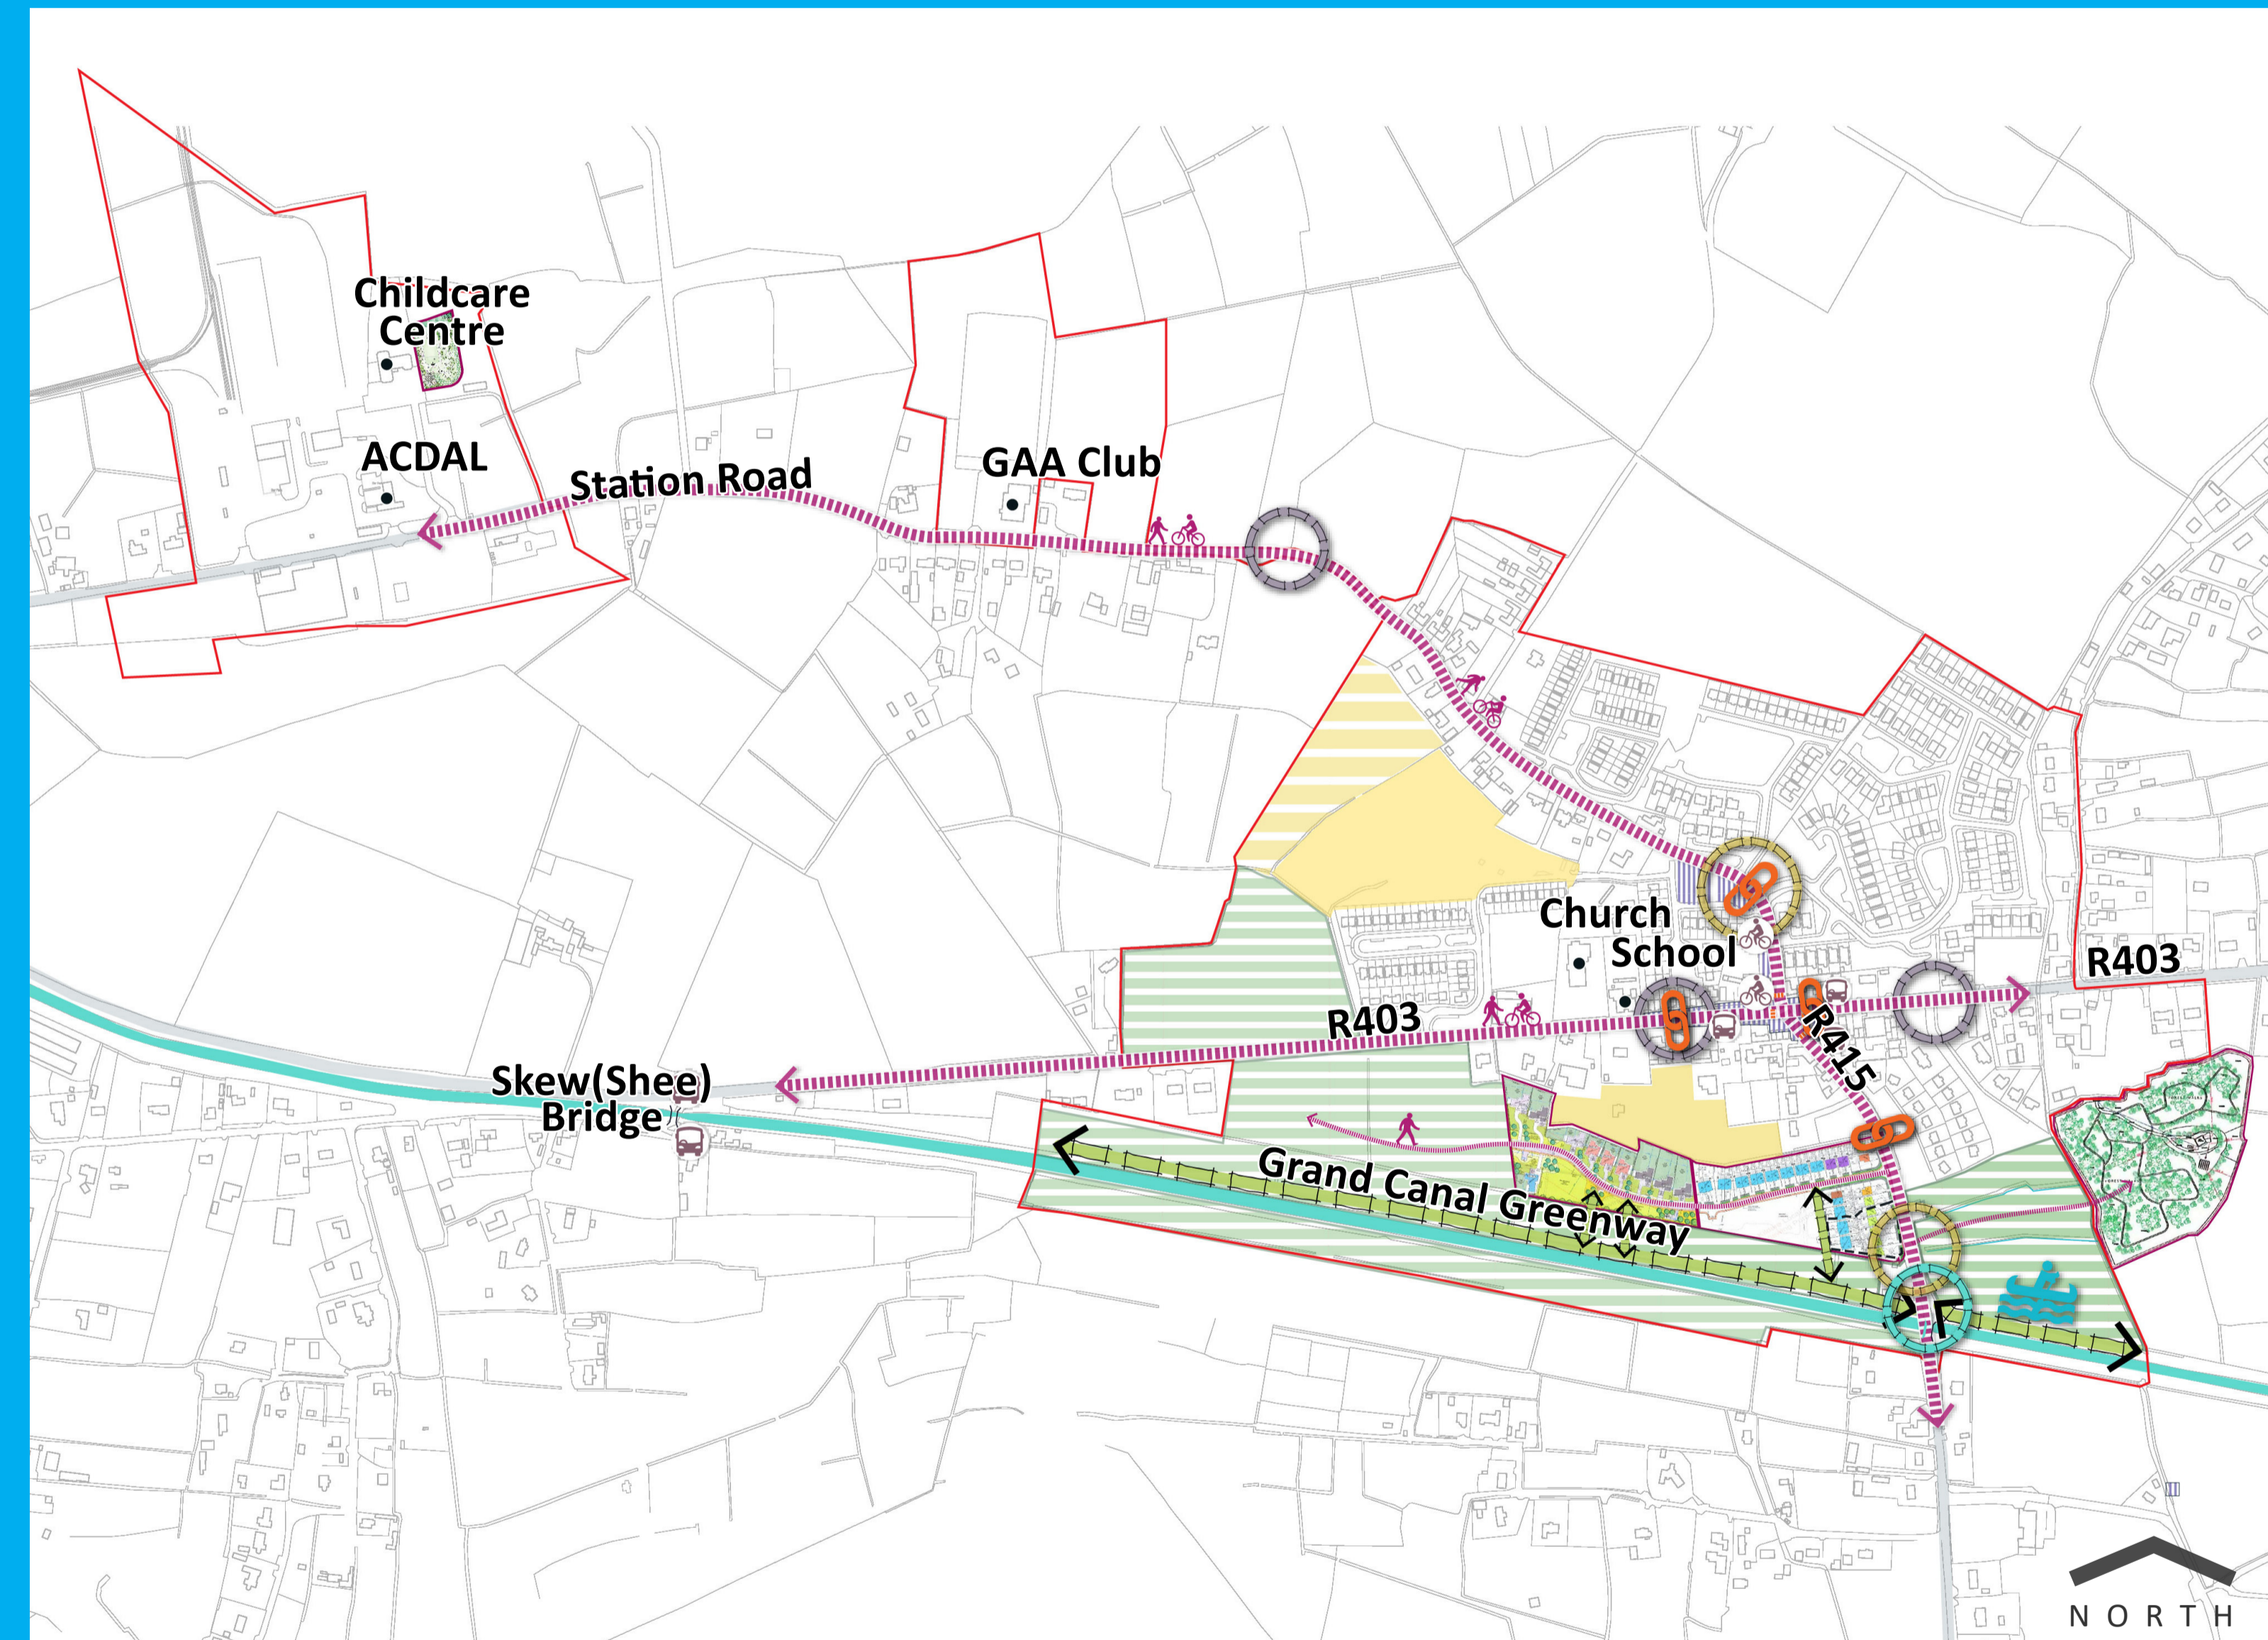 Childcare
Centre
ACDAL
Station Road
GAA Club
Church
School
R403
R403
R415
Skew(Shee)
Bridge
Grand Canal Greenway
NORTH